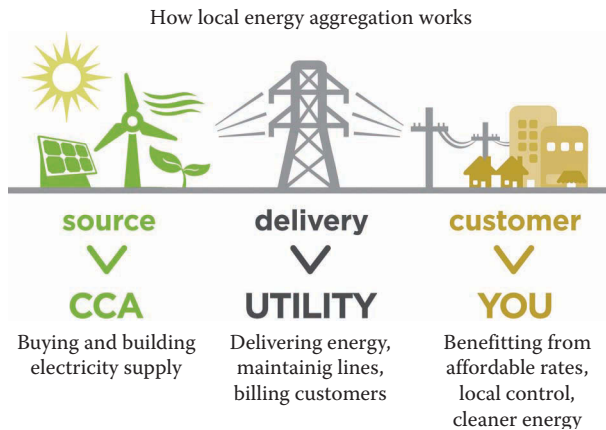 How local energy aggregation works
source
delivery
customer
CCA
UTILITY
YOU
Buying and building
electricity supply
Delivering energy,
maintainig lines,
billing customers
Benefitting from
affordable rates,
local control,
cleaner energy